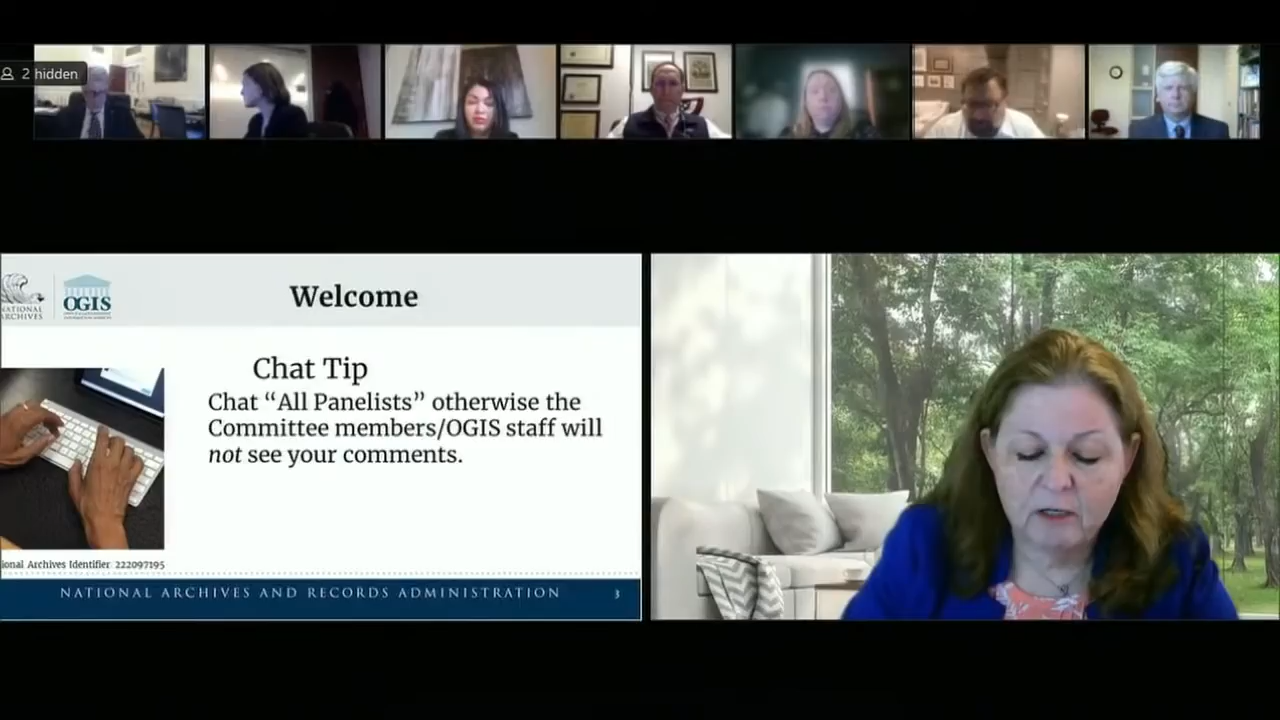 2 hidden
NATIONAL
ARCHIVES
OGIS
Welcome
Chat Tip
Chat “All Panelists” otherwise the
Committee members/OGIS staff will
not see your comments.
ional Archives Identifier 222097195
NATIONAL ARCHIVES AND RECORDS ADMINISTRATION
3